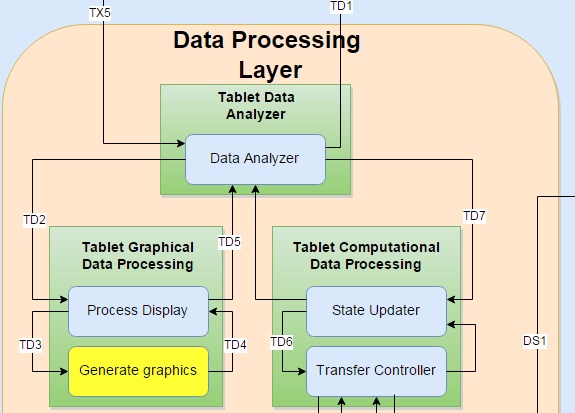 TX5
TD1
Data Processing
Layer
Tablet Data
Analyzer
Data Analyzer
TD2
TD5
TD7
Tablet Graphical
Data Processing
Tablet Computational
Data Processing
Process Display
State Updater
TD3
TD4
TD6
DS1
Generate graphics
Transfer Controller